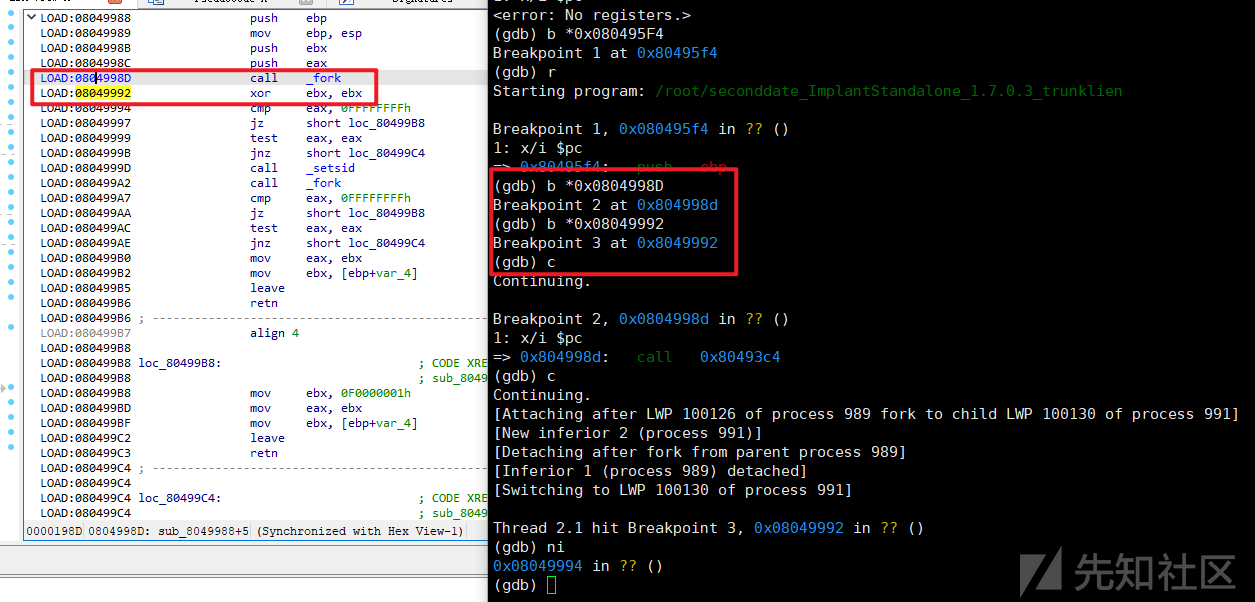 LOAD:08049988 push ebp
LOAD:08049989 mov ebp, esp
LOAD:0804998B push ebx
LOAD:0804998C push eax
LOAD:0804998D call _fork
LOAD:08049992 xor ebx, ebx
LOAD:08049994 cmp eax, 0FFFFFFFFh
LOAD:08049997 jz short loc_80499B8
LOAD:08049999 test eax, eax
LOAD:0804999B jnz short loc_80499C4
LOAD:0804999D call _setsid
LOAD:080499A2 call _fork
LOAD:080499A7 cmp eax, 0FFFFFFFFh
LOAD:080499AA jz short loc_80499B8
LOAD:080499AC test eax, eax
LOAD:080499AE jnz short loc_80499C4
LOAD:080499B0 mov eax, ebx
LOAD:080499B2 mov ebx, [ebp+var_4]
LOAD:080499B5 leave
LOAD:080499B6 retn
LOAD:080499B6 ; ---------------------------------------------
LOAD:080499B7 align 4
LOAD:080499B8
LOAD:080499B8 loc_80499B8: ; CODE XRE
LOAD:080499B8 ; sub_8049
LOAD:080499B8 mov ebx, 0F0000001h
LOAD:080499BD mov eax, ebx
LOAD:080499BF mov ebx, [ebp+var_4]
LOAD:080499C2 leave
LOAD:080499C3 retn
LOAD:080499C4 ; ---------------------------------------------
LOAD:080499C4
LOAD:080499C4 loc_80499C4: ; CODE XRE
LOAD:080499C4 ; sub_8049
0000198D 0804998D: sub_8049988+5 (Synchronized with Hex View-1)
<error: No registers.>
(gdb) b *0x080495F4
Breakpoint 1 at 0x80495f4
(gdb) r
Starting program: /root/seconddate_ImplantStandalone_1.7.0.3_trunklien
Breakpoint 1, 0x080495f4 in ?? ()
1: x/i $pc
=> 0x80495f4: push ebp
(gdb) b *0x0804998D
Breakpoint 2 at 0x804998d
(gdb) b *0x08049992
Breakpoint 3 at 0x8049992
(gdb) c
Continuing.
Breakpoint 2, 0x0804998d in ?? ()
1: x/i $pc
=> 0x804998d: call 0x80493c4
(gdb) c
Continuing.
[Attaching after LWP 100126 of process 989 fork to child LWP 100130 of process 991]
[New inferior 2 (process 991)]
[Detaching after fork from parent process 989]
[Inferior 1 (process 989) detached]
[Switching to LWP 100130 of process 991]
Thread 2.1 hit Breakpoint 3, 0x08049992 in ?? ()
(gdb) ni
0x08049994 in ?? ()
(gdb)
先知社区